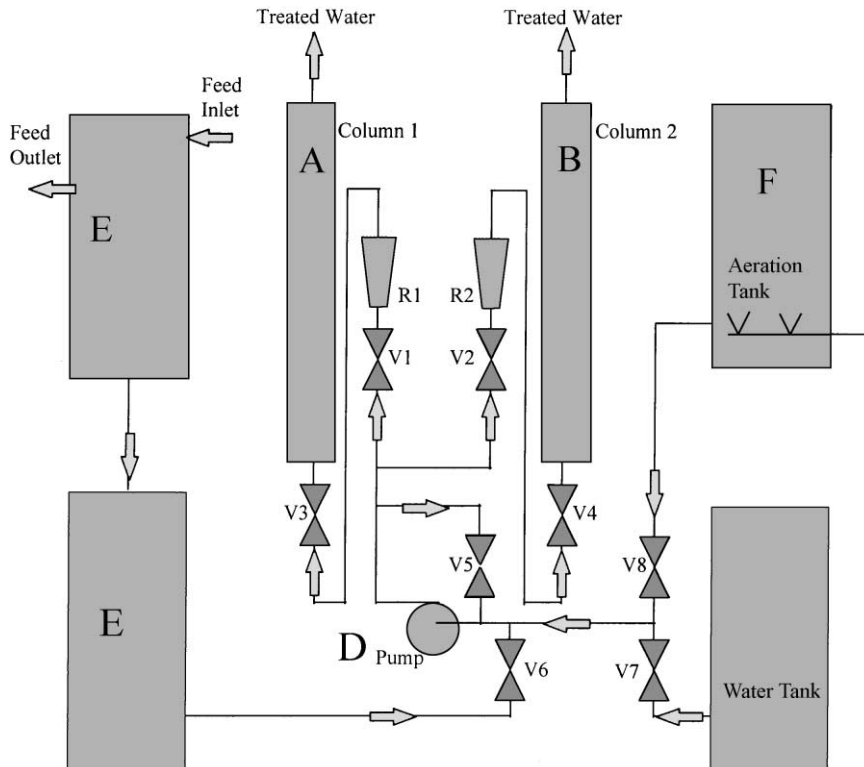 Treated Water
Treated Water
Feed
Inlet
Feed
Outlet
Column 1
Column 2
A
B
E
F
Aeration
Tank
R1
R2
V1
V2
V3
V4
V5
V8
E
D
Pump
V6
V7
Water Tank